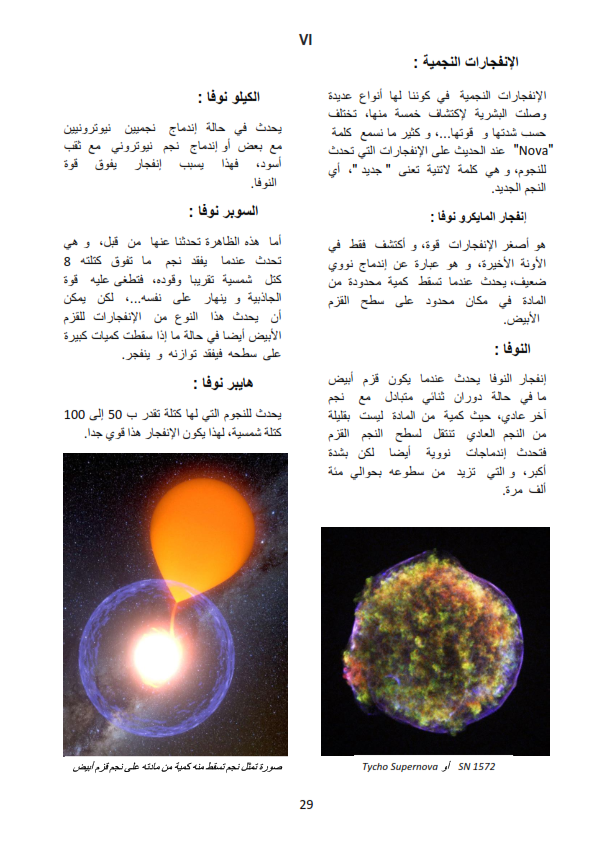 VI
الإنفجارات النجمية :
الإنفجارات النجمية في كوننا لها أنواع عديدة
وصلت البشرية لإكتشاف خمسة منها، تختلف
حسب شدتها و قوتها...، و كثير ما نسمع كلمة
"Nova" عند الحديث على الإنفجارات التي تحدث
للنجوم، و هي كلمة لاتنية تعنى " جديد "، أي
النجم الجديد.
إنفجار المايكرو نوفا :
هو أصغر الإنفجارات قوة، و أكتشف فقط في
الأونة الأخيرة، و هو عبارة عن إندماج نووي
ضعيف، يحدث عندما تسقط كمية محدودة من
المادة في مكان محدود على سطح القزم
الأبيض.
النوفا :
إنفجار النوفا يحدث عندما يكون قزم أبيض
ما في حالة دوران ثنائي متبادل مع نجم
آخر عادي، حيث كمية من المادة ليست بقليلة
من النجم العادي تنتقل لسطح النجم القزم
فتحدث إندماجات نووية أيضا لكن بشدة
أكبر، و التي تزيد من سطوعه بحوالي مئة
ألف مرة.
SN 1572 أو Tycho Supernova
الكيلو نوفا :
يحدث في حالة إندماج نجميين نيوترونيين
مع بعض أو إندماج نجم نيوتروني مع ثقب
أسود، فهذا يسبب إنفجار يفوق قوة
النوفا.
السوبر نوفا :
أما هذه الظاهرة تحدثنا عنها من قبل، و هي
تحدث عندما يفقد نجم ما تفوق كتلته 8
كتل شمسية تقريبا وقوده، فتطغى عليه قوة
الجاذبية و ينهار على نفسه...، لكن يمكن
أن يحدث هذا النوع من الإنفجارات للقزم
الأبيض أيضا في حالة ما إذا سقطت كميات كبيرة
على سطحه فيفقد توازنه و ينفجر.
هايبر نوفا :
يحدث للنجوم التي لها كتلة تقدر ب 50 إلى 100
كتلة شمسية، لهذا يكون الإنفجار هذا قوي جدا.
صورة تمثل نجم تسقط منه كمية من مادته على نجم قزم أبيض
29